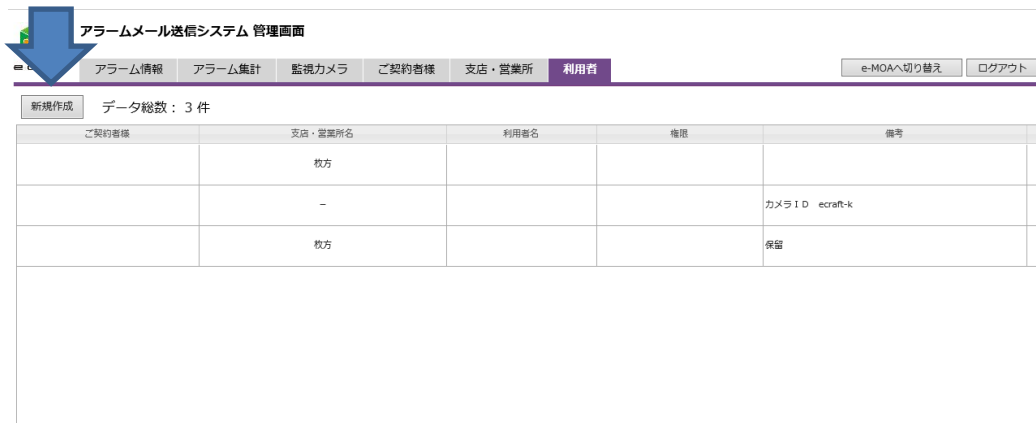 アラームメール送信システム 管理画面
アラーム情報 アラーム集計 監視カメラ ご契約者様 支店・営業所 利用者 e-MOAへ切り替え ログアウト
新規作成 データ総数： 3 件
ご契約者様 支店・営業所名 利用者名 権限 備考
枚方
－ カメラＩＤ ecraft-k
枚方 保留